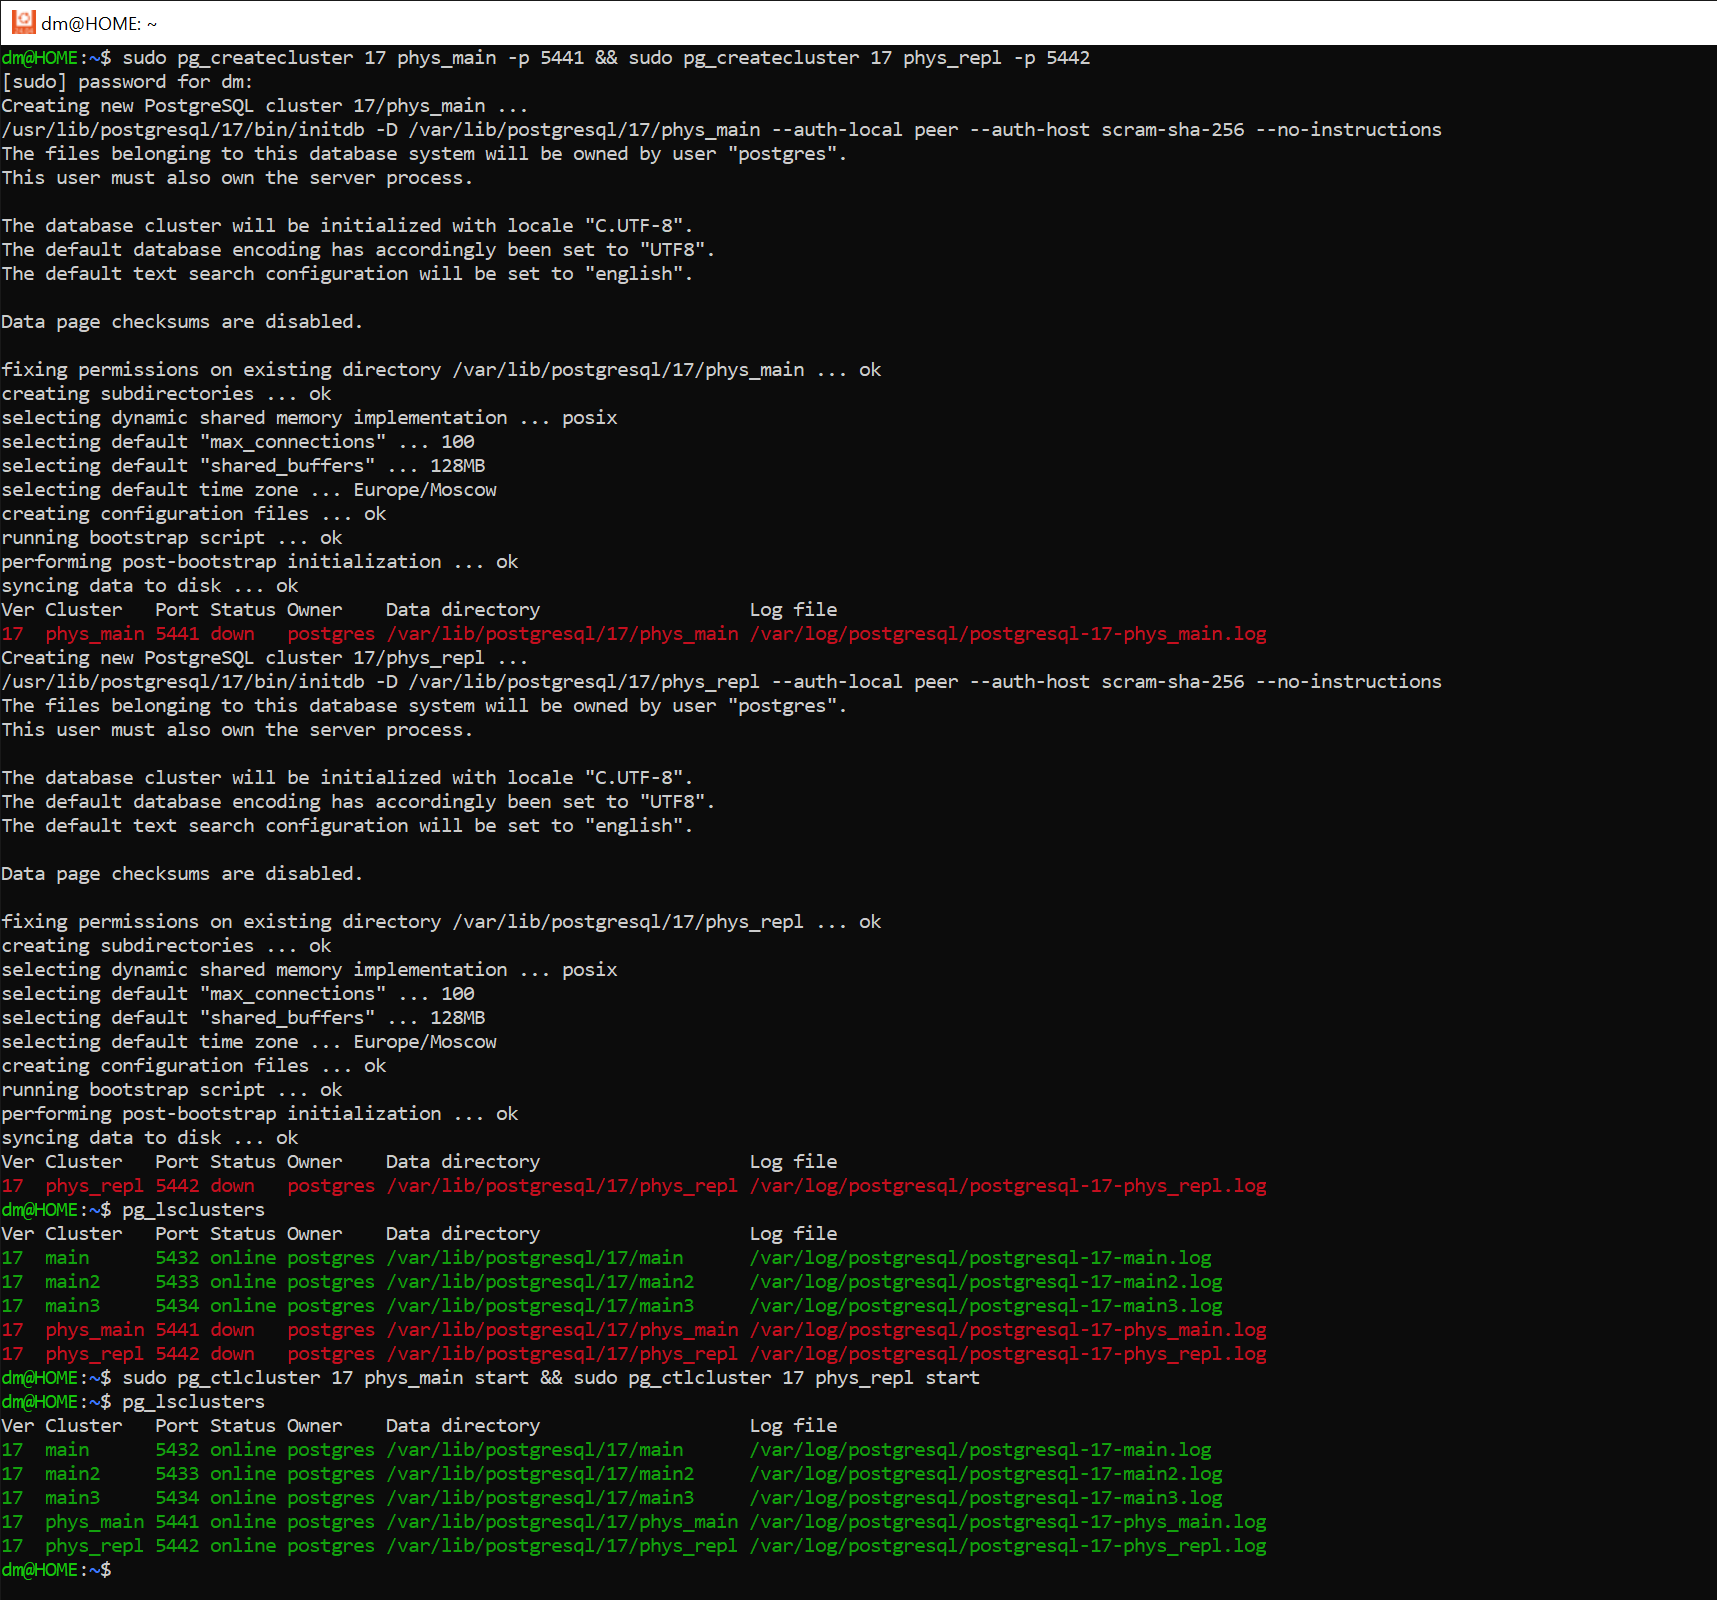 dm@HOME: ~
dm@HOME:~$ sudo pg_createcluster 17 phys_main -p 5441 && sudo pg_createcluster 17 phys_repl -p 5442
[sudo] password for dm:
Creating new PostgreSQL cluster 17/phys_main ...
/usr/lib/postgresql/17/bin/initdb -D /var/lib/postgresql/17/phys_main --auth-local peer --auth-host scram-sha-256 --no-instructions
The files belonging to this database system will be owned by user "postgres".
This user must also own the server process.

The database cluster will be initialized with locale "C.UTF-8".
The default database encoding has accordingly been set to "UTF8".
The default text search configuration will be set to "english".

Data page checksums are disabled.

fixing permissions on existing directory /var/lib/postgresql/17/phys_main ... ok
creating subdirectories ... ok
selecting dynamic shared memory implementation ... posix
selecting default "max_connections" ... 100
selecting default "shared_buffers" ... 128MB
selecting default time zone ... Europe/Moscow
creating configuration files ... ok
running bootstrap script ... ok
performing post-bootstrap initialization ... ok
syncing data to disk ... ok
Ver Cluster   Port Status Owner    Data directory                   Log file
17  phys_main 5441 down   postgres /var/lib/postgresql/17/phys_main /var/log/postgresql/postgresql-17-phys_main.log
Creating new PostgreSQL cluster 17/phys_repl ...
/usr/lib/postgresql/17/bin/initdb -D /var/lib/postgresql/17/phys_repl --auth-local peer --auth-host scram-sha-256 --no-instructions
The files belonging to this database system will be owned by user "postgres".
This user must also own the server process.

The database cluster will be initialized with locale "C.UTF-8".
The default database encoding has accordingly been set to "UTF8".
The default text search configuration will be set to "english".

Data page checksums are disabled.

fixing permissions on existing directory /var/lib/postgresql/17/phys_repl ... ok
creating subdirectories ... ok
selecting dynamic shared memory implementation ... posix
selecting default "max_connections" ... 100
selecting default "shared_buffers" ... 128MB
selecting default time zone ... Europe/Moscow
creating configuration files ... ok
running bootstrap script ... ok
performing post-bootstrap initialization ... ok
syncing data to disk ... ok
Ver Cluster   Port Status Owner    Data directory                   Log file
17  phys_repl 5442 down   postgres /var/lib/postgresql/17/phys_repl /var/log/postgresql/postgresql-17-phys_repl.log
dm@HOME:~$ pg_lsclusters
Ver Cluster   Port Status Owner    Data directory                   Log file
17  main      5432 online postgres /var/lib/postgresql/17/main      /var/log/postgresql/postgresql-17-main.log
17  main2     5433 online postgres /var/lib/postgresql/17/main2     /var/log/postgresql/postgresql-17-main2.log
17  main3     5434 online postgres /var/lib/postgresql/17/main3     /var/log/postgresql/postgresql-17-main3.log
17  phys_main 5441 down   postgres /var/lib/postgresql/17/phys_main /var/log/postgresql/postgresql-17-phys_main.log
17  phys_repl 5442 down   postgres /var/lib/postgresql/17/phys_repl /var/log/postgresql/postgresql-17-phys_repl.log
dm@HOME:~$ sudo pg_ctlcluster 17 phys_main start && sudo pg_ctlcluster 17 phys_repl start
dm@HOME:~$ pg_lsclusters
Ver Cluster   Port Status Owner    Data directory                   Log file
17  main      5432 online postgres /var/lib/postgresql/17/main      /var/log/postgresql/postgresql-17-main.log
17  main2     5433 online postgres /var/lib/postgresql/17/main2     /var/log/postgresql/postgresql-17-main2.log
17  main3     5434 online postgres /var/lib/postgresql/17/main3     /var/log/postgresql/postgresql-17-main3.log
17  phys_main 5441 online postgres /var/lib/postgresql/17/phys_main /var/log/postgresql/postgresql-17-phys_main.log
17  phys_repl 5442 online postgres /var/lib/postgresql/17/phys_repl /var/log/postgresql/postgresql-17-phys_repl.log
dm@HOME:~$